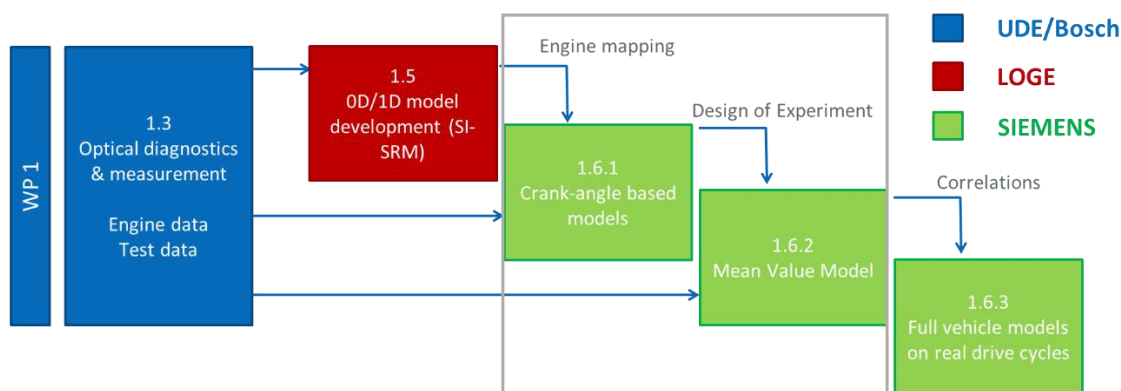 WP 1
1.3
Optical diagnostics
& measurement
Engine data
Test data
1.5
0D/1D model
development (SI-
SRM)
Engine mapping
1.6.1
Crank-angle based
models
Design of Experiment
1.6.2
Mean Value Model
Correlations
1.6.3
Full vehicle models
on real drive cycles
UDE/Bosch
LOGE
SIEMENS